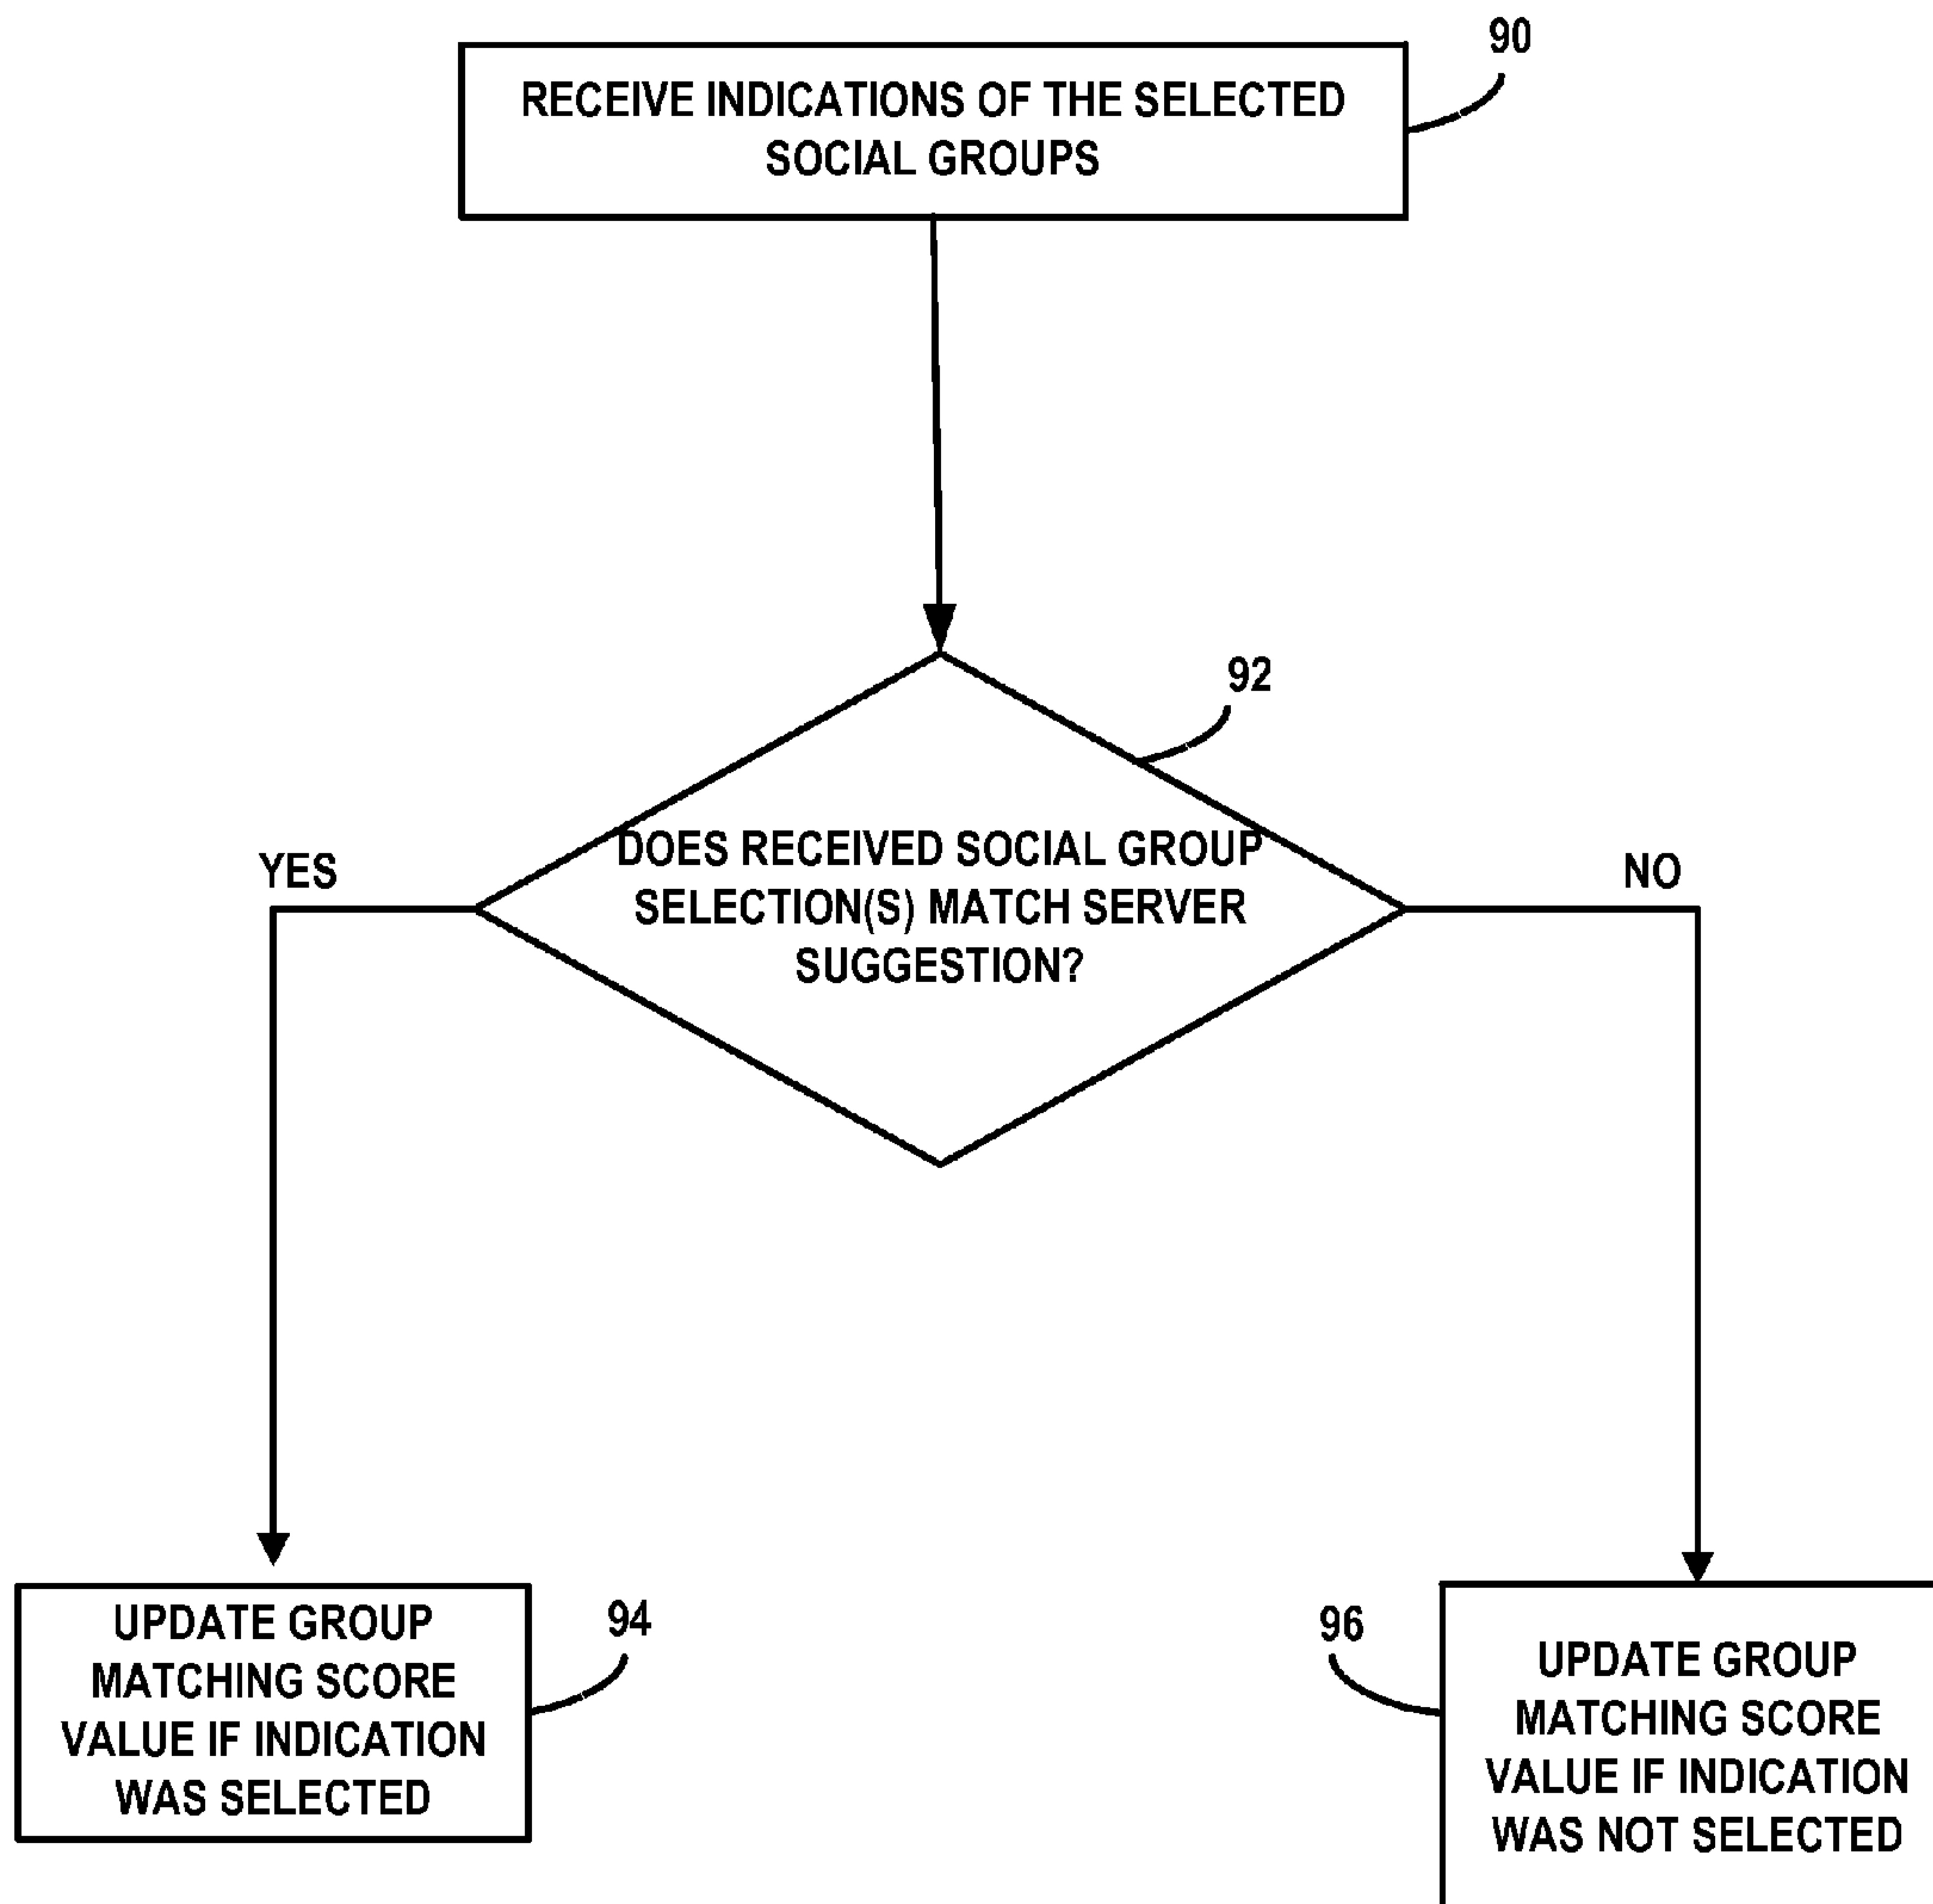 90
RECEIVE INDICATIONS OF THE SELECTED
SOCIAL GROUPS
92
DOES RECEIVED SOCIAL GROUP
SELECTION(S) MATCH SERVER
SUGGESTION?
YES
NO
94
UPDATE GROUP
MATCHING SCORE
VALUE IF INDICATION
WAS SELECTED
96
UPDATE GROUP
MATCHING SCORE
VALUE IF INDICATION
WAS NOT SELECTED